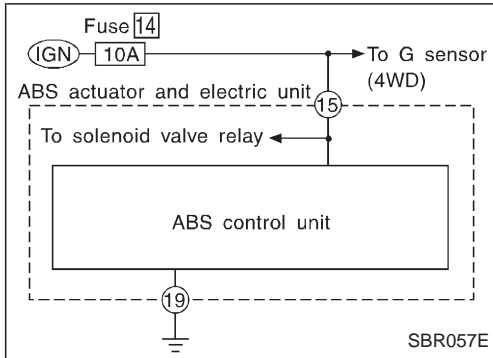 Fuse 14
IGN 10A To G sensor
(4WD)
ABS actuator and electric unit 15
To solenoid valve relay
ABS control unit
19
SBR057E